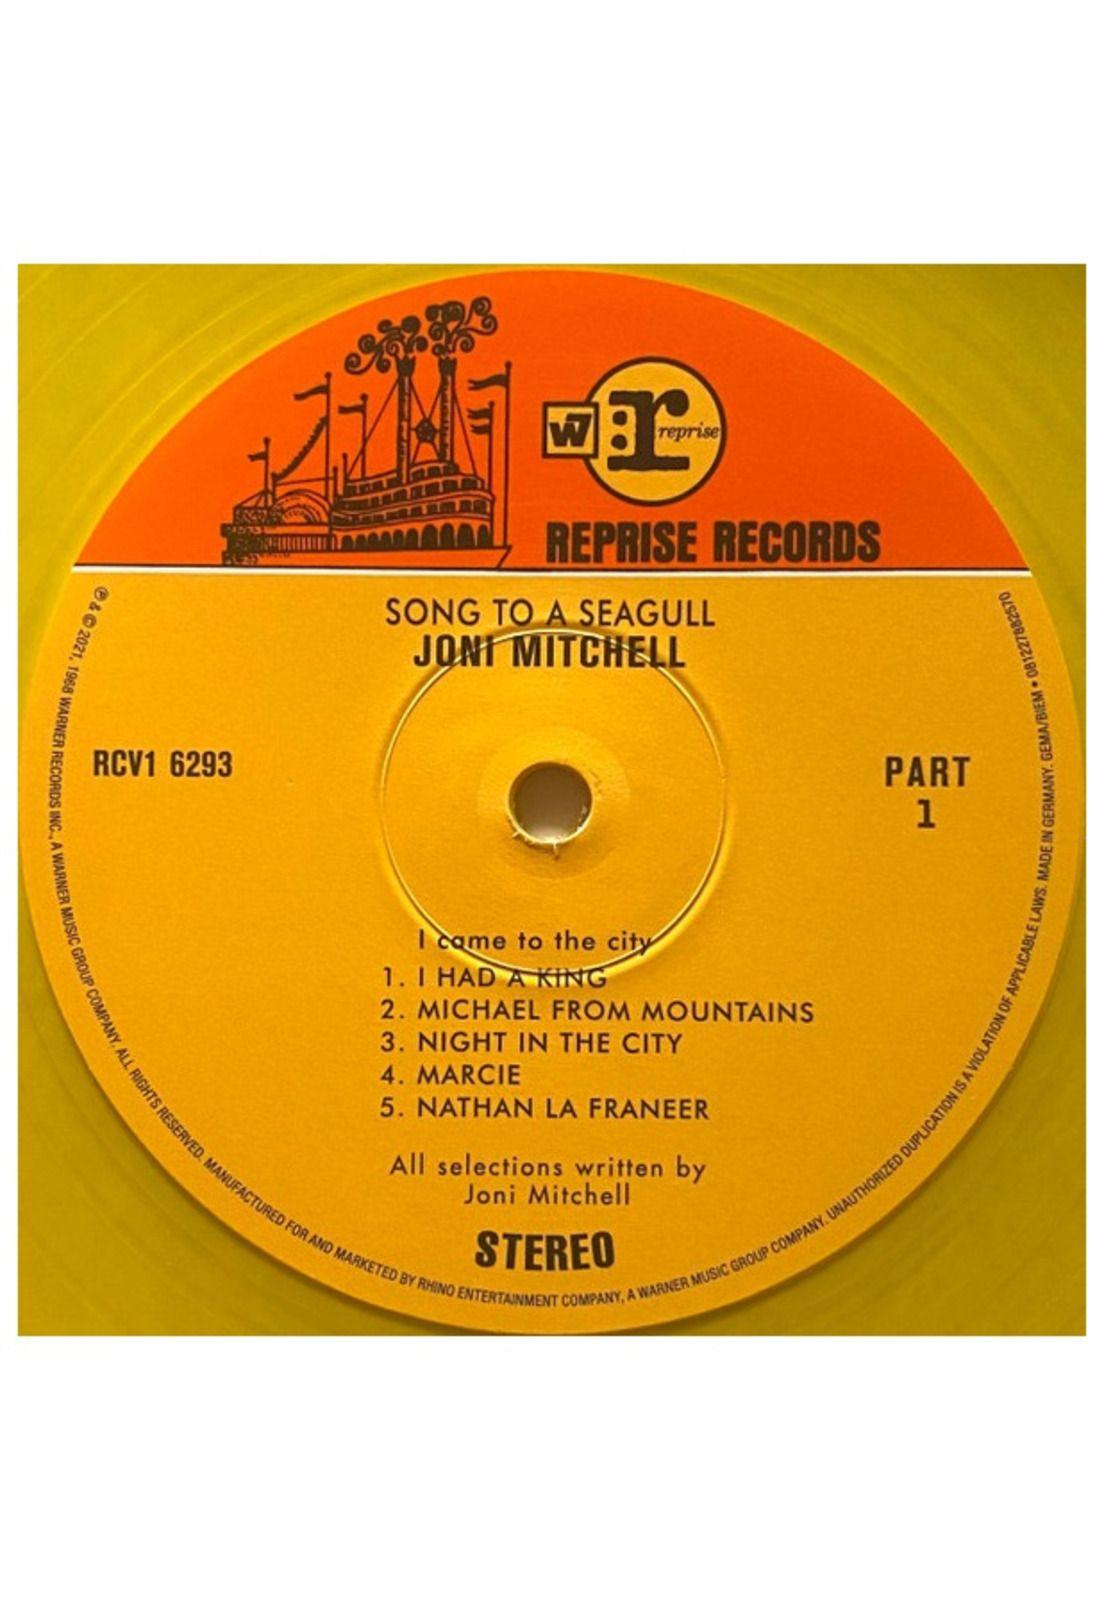 W7
r
reprise
REPRISE RECORDS
SONG TO A SEAGULL
JONI MITCHELL
RCV1 6293
PART
1
I came to the city
1. I HAD A KING
2. MICHAEL FROM MOUNTAINS
3. NIGHT IN THE CITY
4. MARCIE
5. NATHAN LA FRANEER
All selections written by
Joni Mitchell
STEREO
℗ & © 2021, 1968 WARNER RECORDS INC., A WARNER MUSIC GROUP COMPANY. ALL RIGHTS RESERVED. MANUFACTURED FOR AND MARKETED BY RHINO ENTERTAINMENT COMPANY, A WARNER MUSIC GROUP COMPANY. UNAUTHORIZED DUPLICATION IS A VIOLATION OF APPLICABLE LAWS. MADE IN GERMANY. GEMA/BIEM • 081227882570